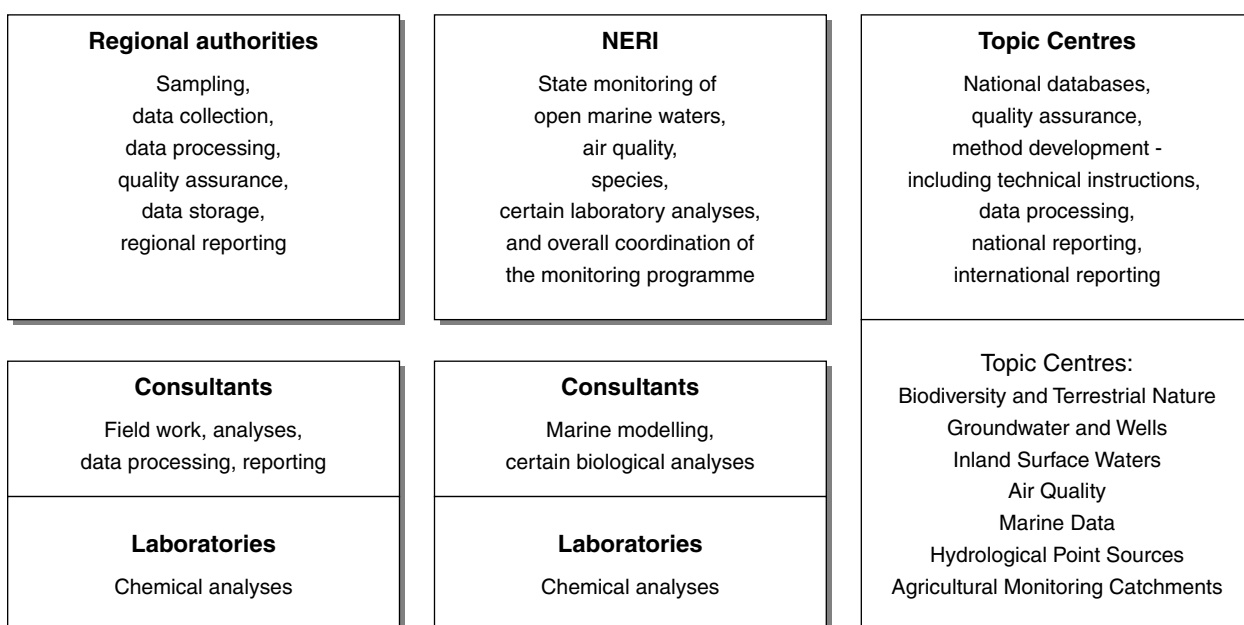 Regional authorities
Sampling,
data collection,
data processing,
quality assurance,
data storage,
regional reporting
NERI
State monitoring of
open marine waters,
air quality,
species,
certain laboratory analyses,
and overall coordination of
the monitoring programme
Topic Centres
National databases,
quality assurance,
method development -
including technical instructions,
data processing,
national reporting,
international reporting
Consultants
Field work, analyses,
data processing, reporting
Laboratories
Chemical analyses
Consultants
Marine modelling,
certain biological analyses
Laboratories
Chemical analyses
Topic Centres:
Biodiversity and Terrestrial Nature
Groundwater and Wells
Inland Surface Waters
Air Quality
Marine Data
Hydrological Point Sources
Agricultural Monitoring Catchments